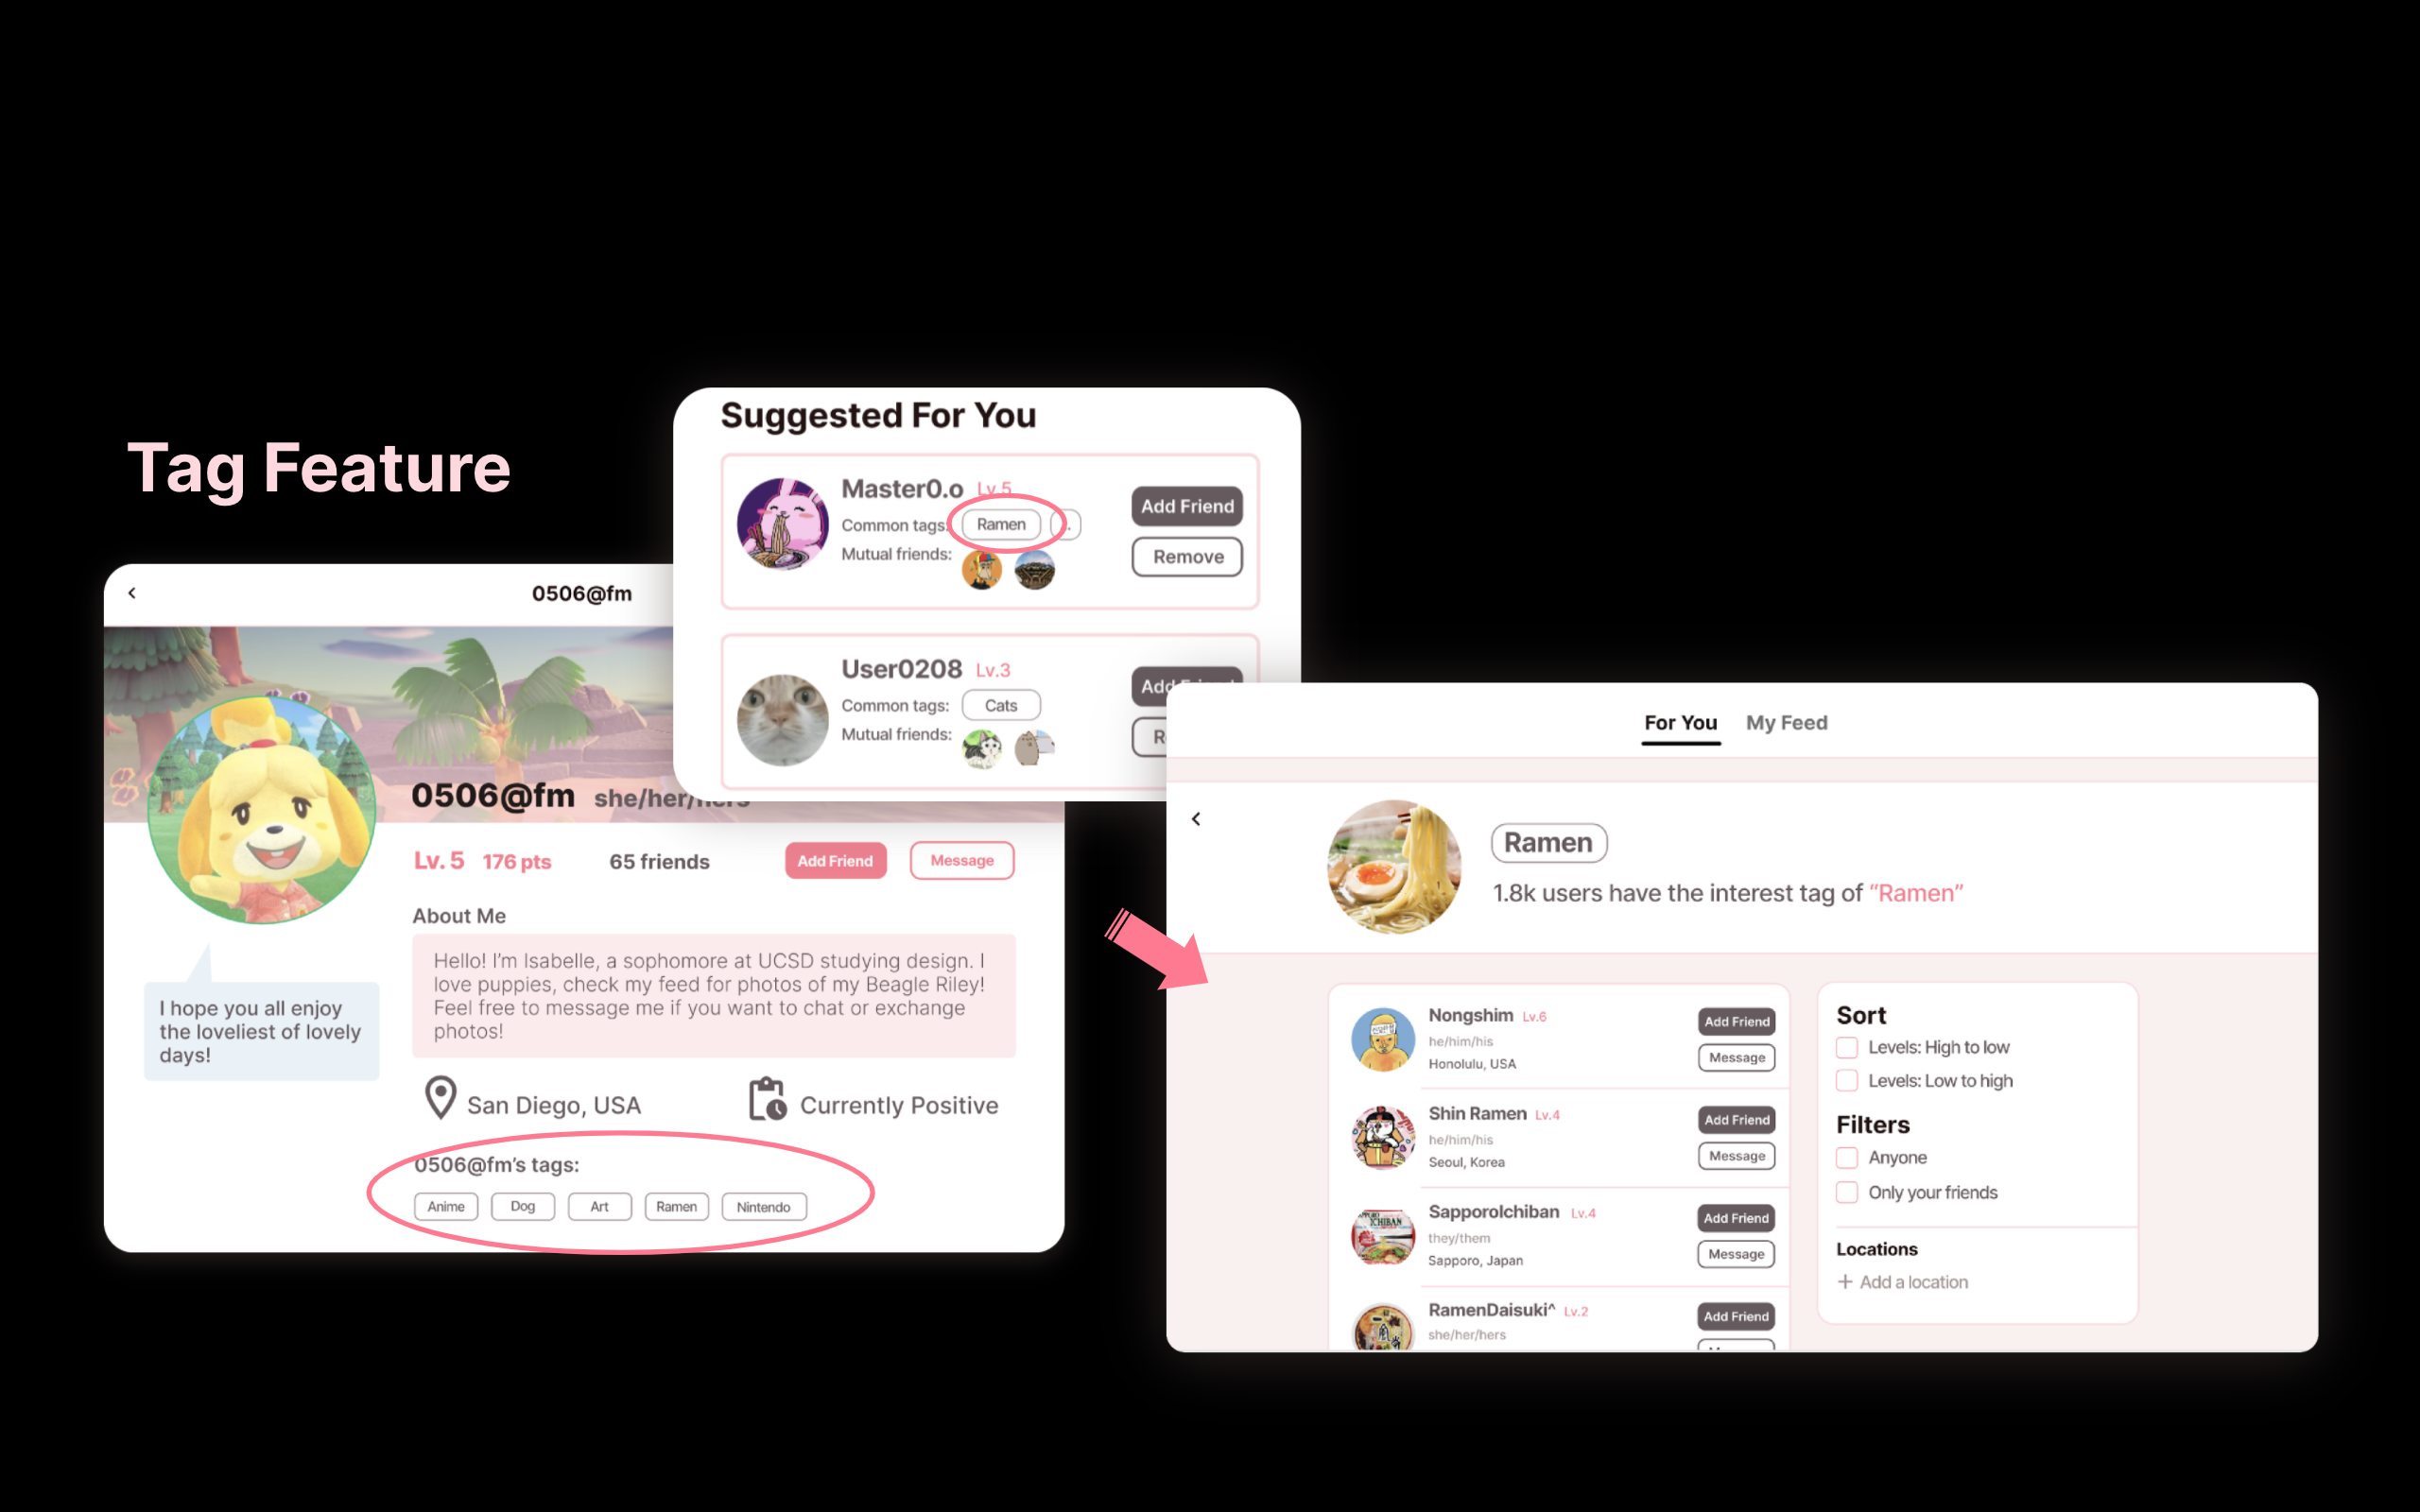 Tag Feature
0506@fm
0506@fm she/her/hers
Lv. 5 176 pts 65 friends Add Friend Message
About Me
Hello! I'm Isabelle, a sophomore at UCSD studying design. I
love puppies, check my feed for photos of my Beagle Riley!
Feel free to message me if you want to chat or exchange
photos!
I hope you all enjoy
the loveliest of lovely
days!
San Diego, USA
Currently Positive
0506@fm's tags:
Anime Dog Art Ramen Nintendo
Suggested For You
Master0.o Lv.5
Common tags: Ramen
Mutual friends:
Add Friend
Remove
User0208 Lv.3
Common tags: Cats
Mutual friends:
Add
For You My Feed
Ramen
1.8k users have the interest tag of “Ramen”
Nongshim Lv.6
he/him/his
Honolulu, USA
Add Friend
Message
Shin Ramen Lv.4
he/him/his
Seoul, Korea
Add Friend
Message
SapporoIchiban Lv.4
they/them
Sapporo, Japan
Add Friend
Message
RamenDaisuki^ Lv.2
she/her/hers
Add Friend
Sort
Levels: High to low
Levels: Low to high
Filters
Anyone
Only your friends
Locations
+ Add a location